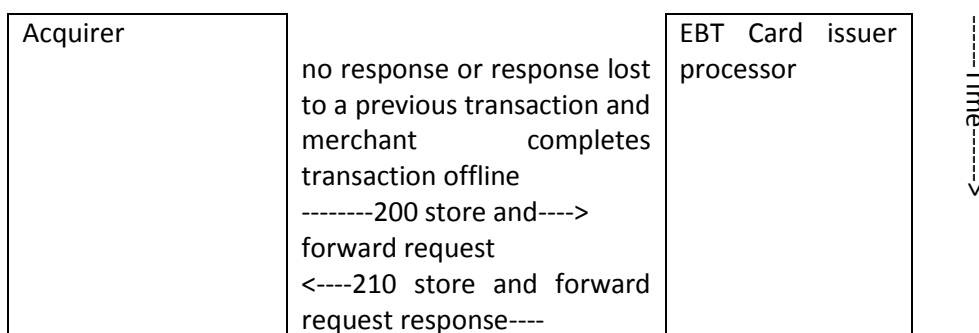 Acquirer
no response or response lost
to a previous transaction and
merchant completes
transaction offline
--------200 store and---->
forward request
<----210 store and forward
request response----
EBT Card issuer
processor
------Time------>